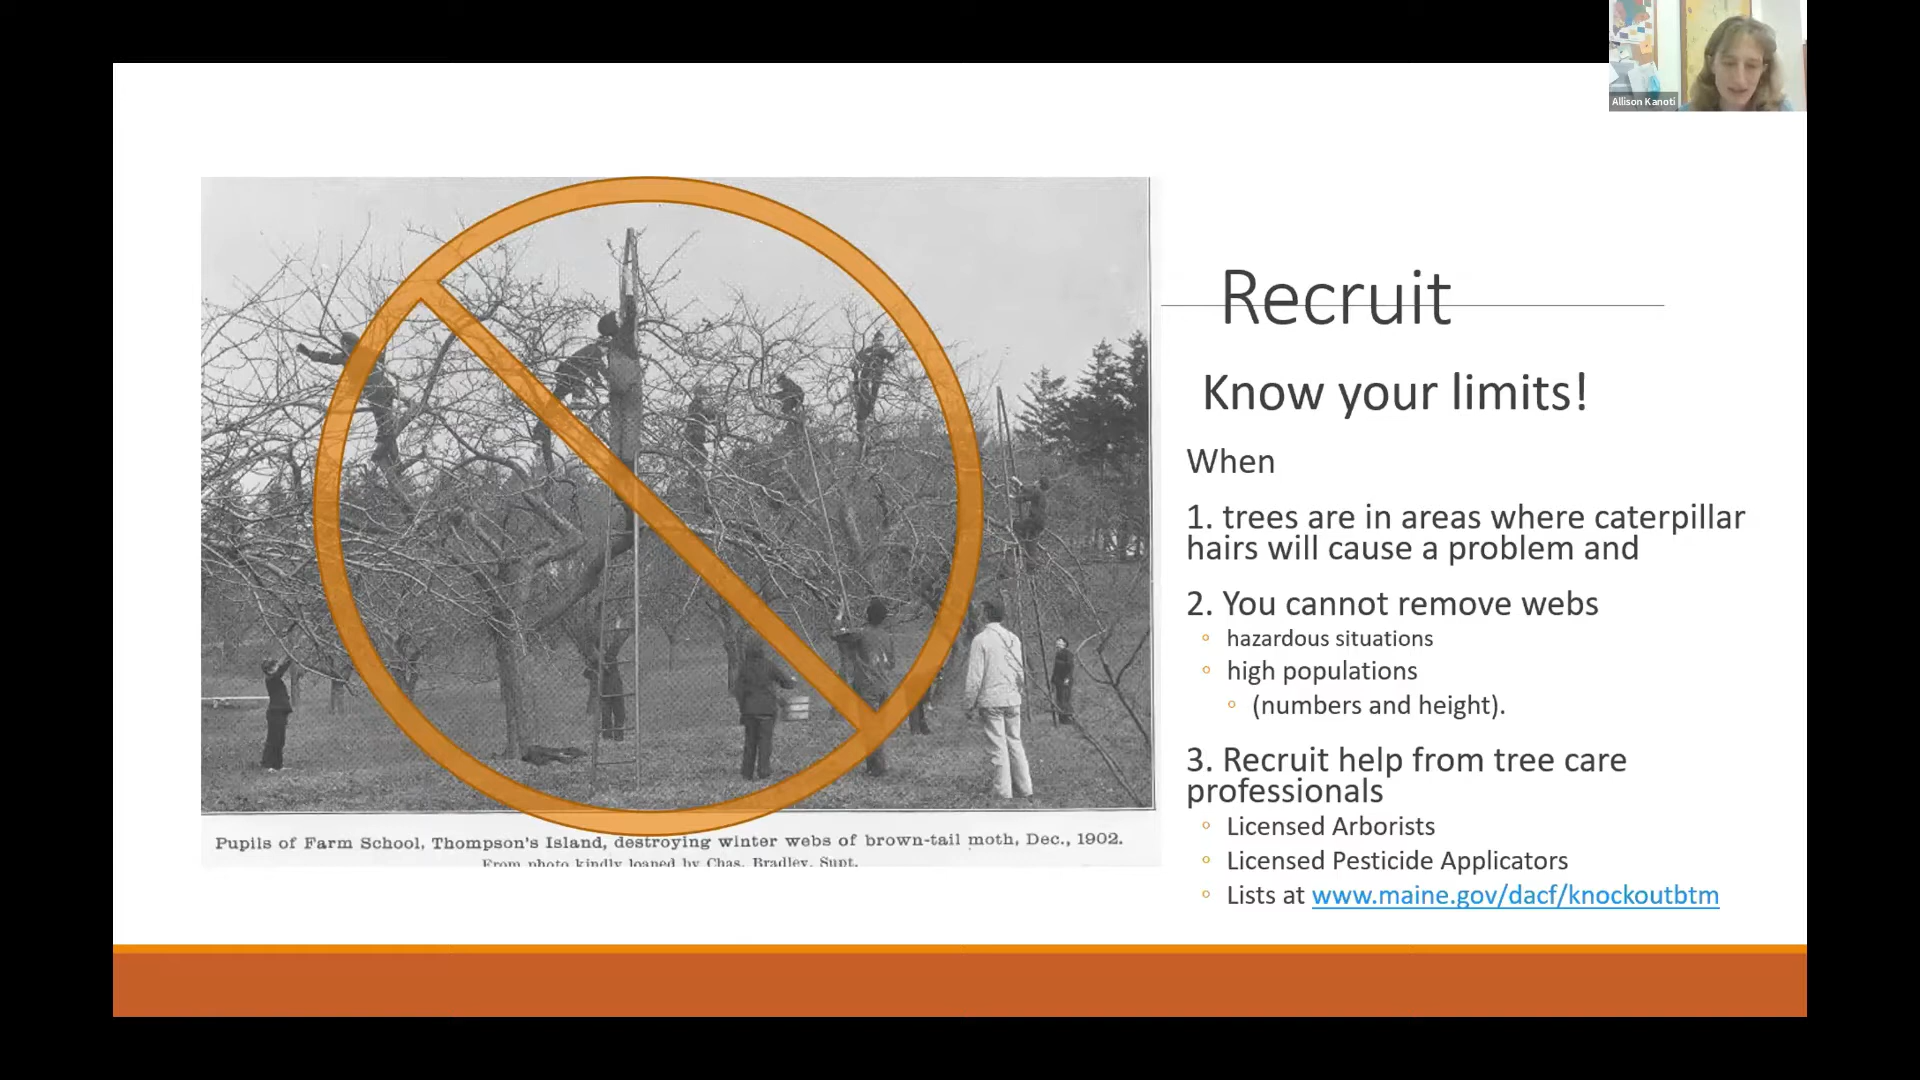 Allison Kanoti
Recruit
Know your limits!
When
1. trees are in areas where caterpillar
hairs will cause a problem and
2. You cannot remove webs
hazardous situations
high populations
(numbers and height).
3. Recruit help from tree care
professionals
Licensed Arborists
Licensed Pesticide Applicators
Lists at www.maine.gov/dacf/knockoutbtm
Pupils of Farm School, Thompson's Island, destroying winter webs of brown-tail moth, Dec., 1902.
From photo kindly loaned by Chas. Bradley, Supt.